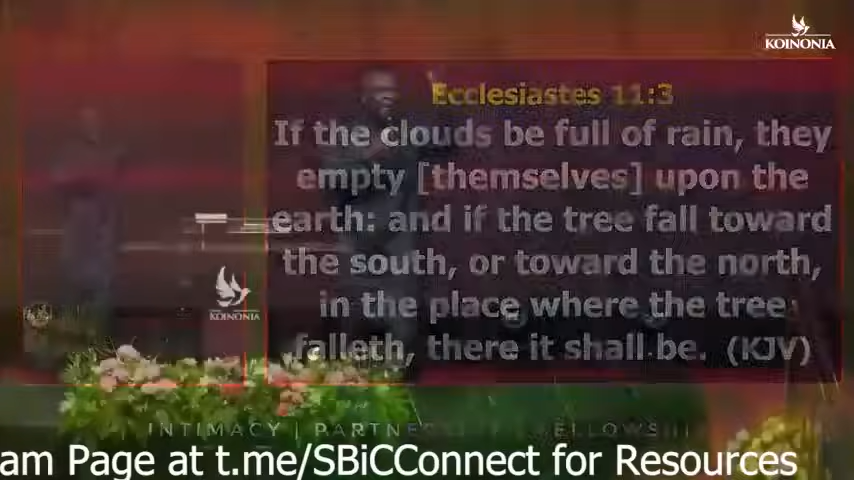 KOINONIA
Ecclesiastes 11:3
If the clouds be full of rain, they
empty [themselves] upon the
earth: and if the tree fall toward
the south, or toward the north,
in the place where the tree
falleth, there it shall be. (KJV)
KOINONIA
INTIMACY | PARTNERSHIP | FELLOWSHIP
am Page at t.me/SBiCConnect for Resources